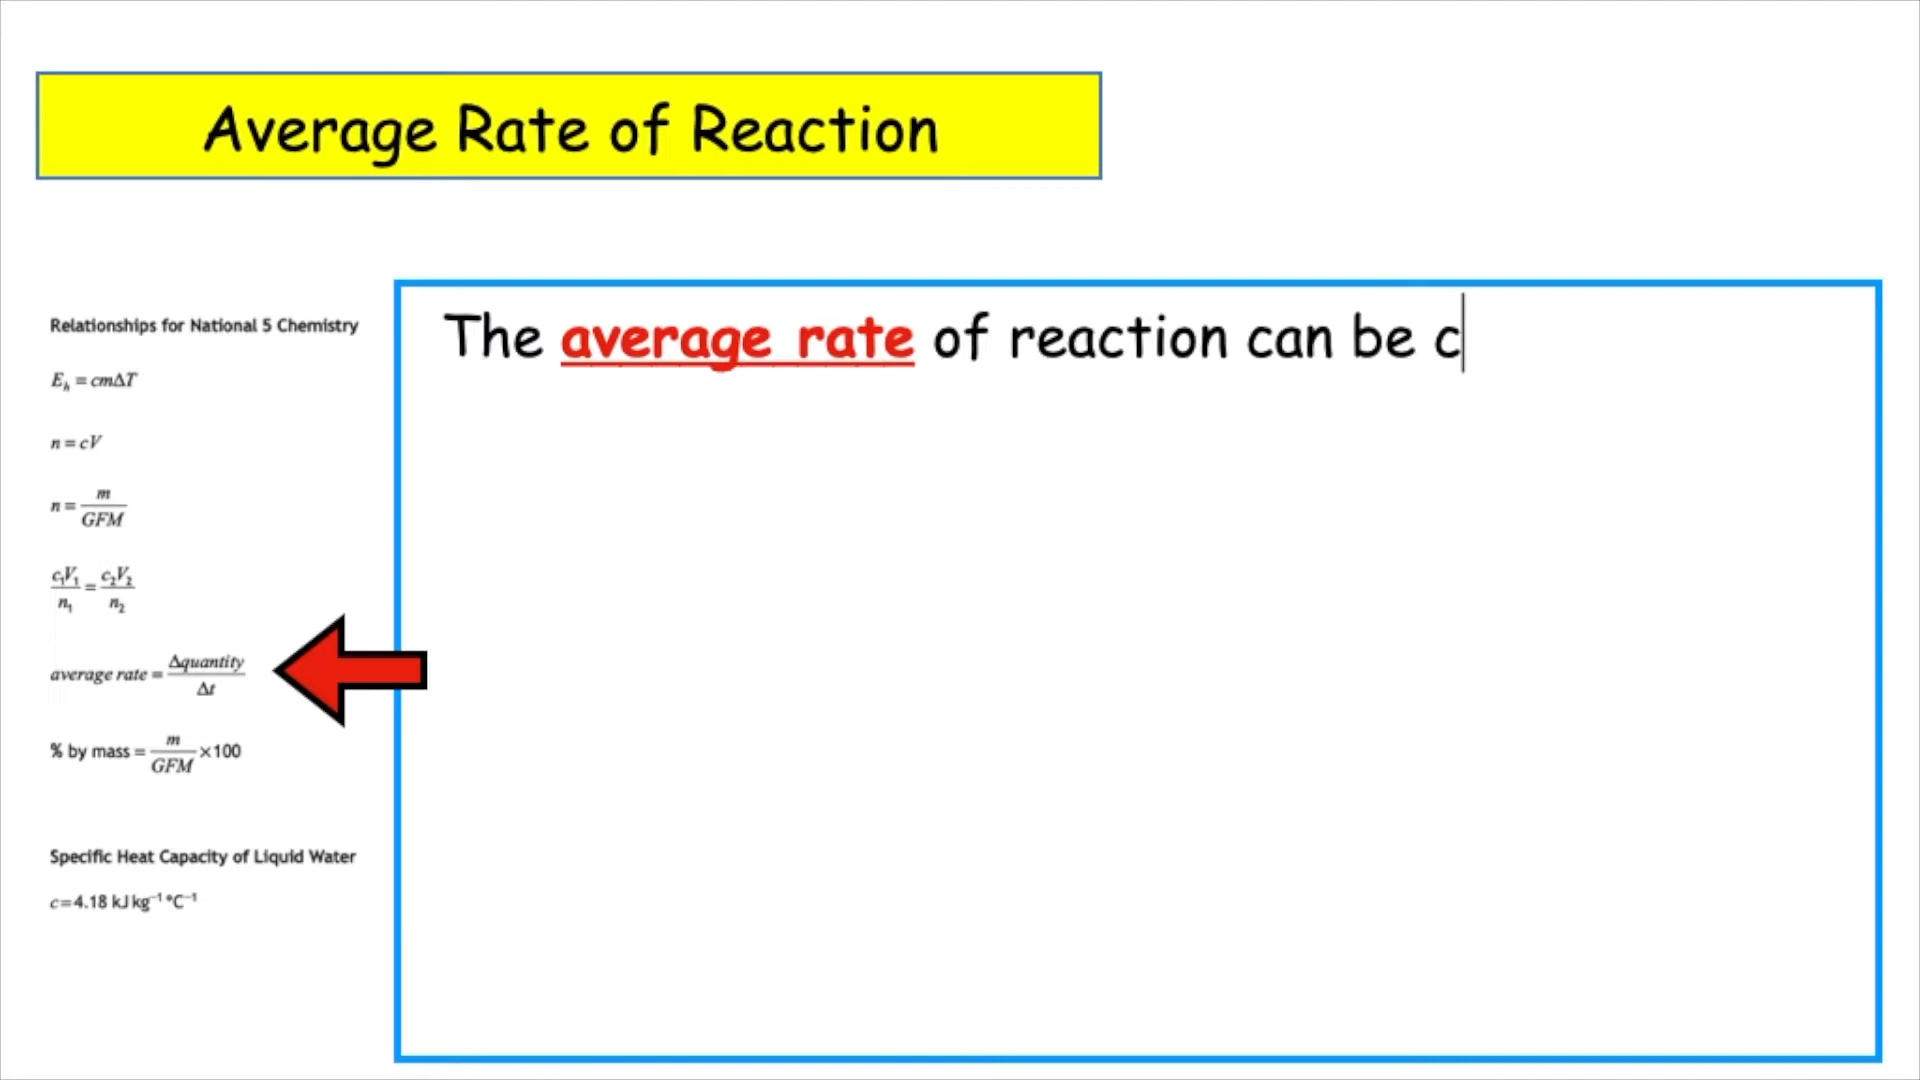 Average Rate of Reaction
Relationships for National 5 Chemistry
Eₕ = cmΔT
n = cV
n = m/GFM
c₁V₁/n₁ = c₂V₂/n₂
average rate = Δquantity/Δt
% by mass = m/GFM ×100
Specific Heat Capacity of Liquid Water
c=4.18 kJ kg⁻¹ °C⁻¹
The average rate of reaction can be c